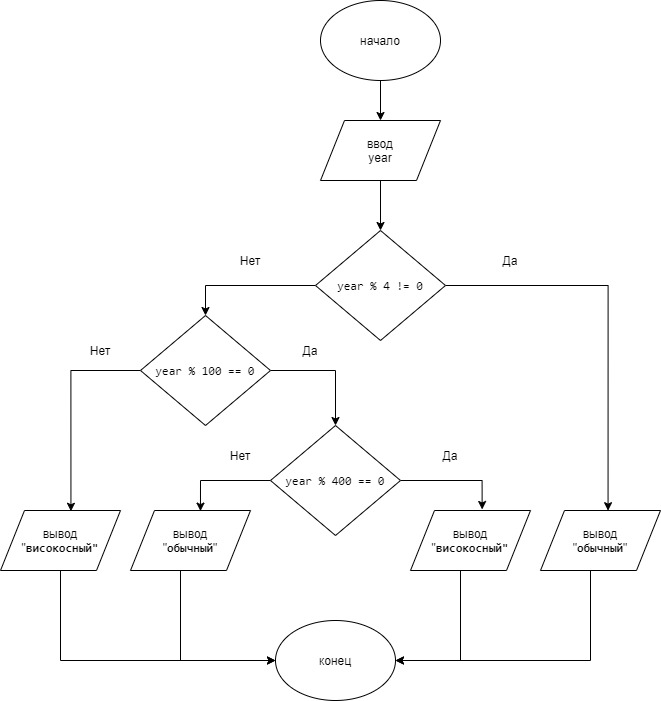 начало
ввод
year
Нет
Да
year % 4 != 0
Нет
Да
year % 100 == 0
Нет
Да
year % 400 == 0
вывод
"високосный"
вывод
"обычный"
вывод
"високосный"
вывод
"обычный"
конец